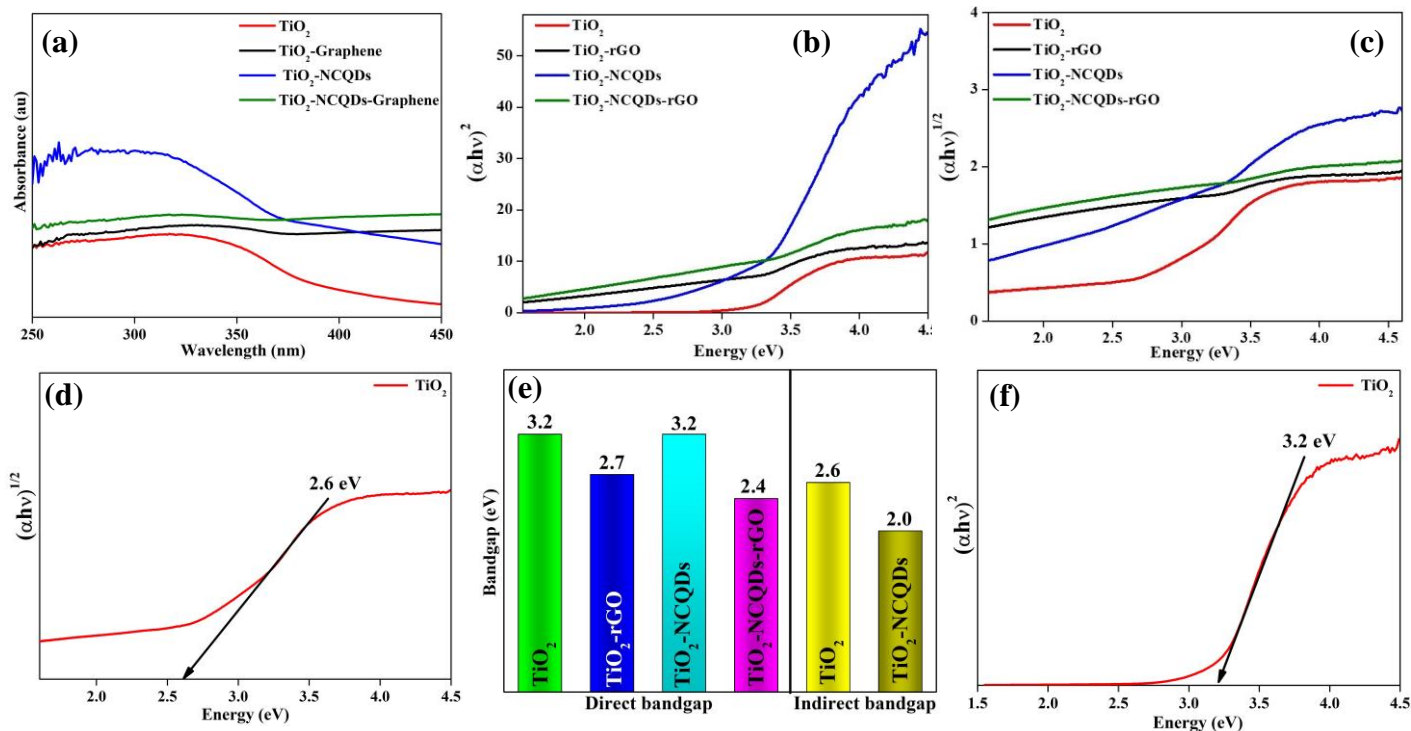 (a)
TiO₂
TiO₂-Graphene
TiO₂-NCQDs
TiO₂-NCQDs-Graphene
Absorbance (au)
250 300 350 400 450
Wavelength (nm)
(b)
TiO₂
TiO₂-rGO
TiO₂-NCQDs
TiO₂-NCQDs-rGO
(αhν)²
50
40
30
20
10
0
2.0 2.5 3.0 3.5 4.0 4.5
Energy (eV)
(c)
TiO₂
TiO₂-rGO
TiO₂-NCQDs
TiO₂-NCQDs-rGO
(αhν)¹/²
4
3
2
1
0
2.0 2.5 3.0 3.5 4.0 4.5
Energy (eV)
(d)
TiO₂
2.6 eV
(αhν)¹/²
2.0 2.5 3.0 3.5 4.0 4.5
Energy (eV)
(e)
Bandgap (eV)
3.2
2.7
3.2
2.4
2.6
2.0
TiO₂
TiO₂-rGO
TiO₂-NCQDs
TiO₂-NCQDs-rGO
TiO₂
TiO₂-NCQDs
Direct bandgap
Indirect bandgap
(f)
TiO₂
3.2 eV
(αhν)²
1.5 2.0 2.5 3.0 3.5 4.0 4.5
Energy (eV)